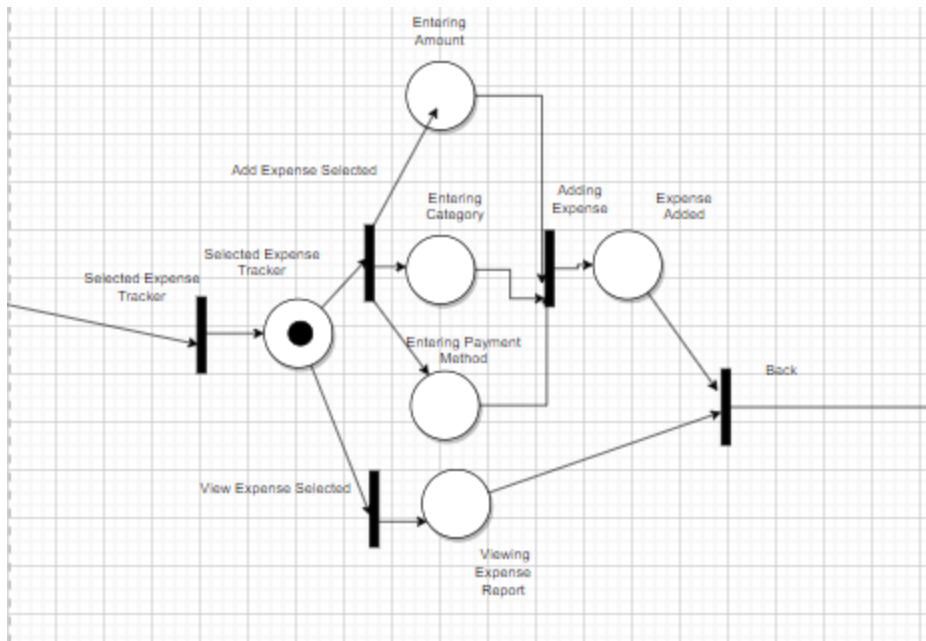 Entering
Amount
Add Expense Selected
Entering
Category
Adding
Expense
Expense
Added
Selected Expense
Tracker
Selected Expense
Tracker
Entering Payment
Method
Back
View Expense Selected
Viewing
Expense
Report